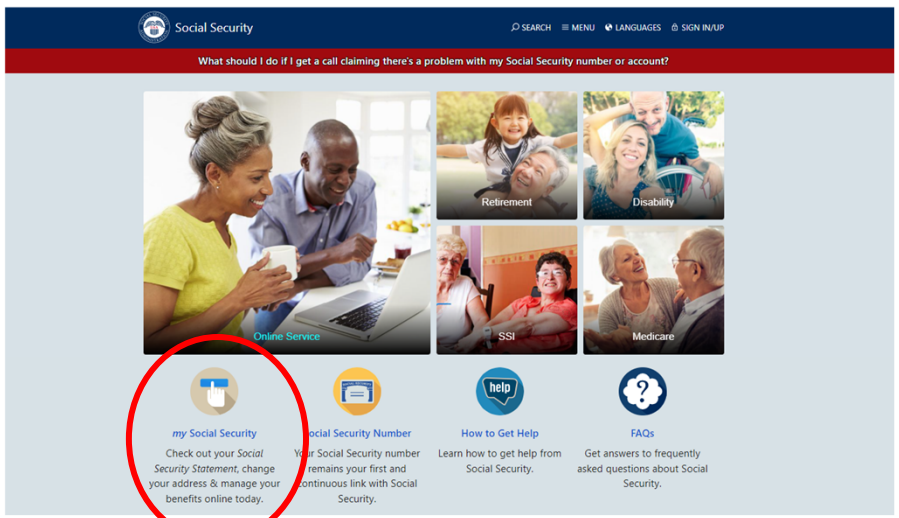 Social Security
SEARCH MENU LANGUAGES SIGN IN/UP
What should I do if I get a call claiming there's a problem with my Social Security number or account?
Retirement
Disability
Online Service
SSI
Medicare
my Social Security
Check out your Social
Security Statement, change
your address & manage your
benefits online today.
SOCIAL SECURITY
ocial Security Number
Your Social Security number
remains your first and
continuous link with Social
Security.
help
How to Get Help
Learn how to get help from
Social Security.
?
FAQs
Get answers to frequently
asked questions about Social
Security.